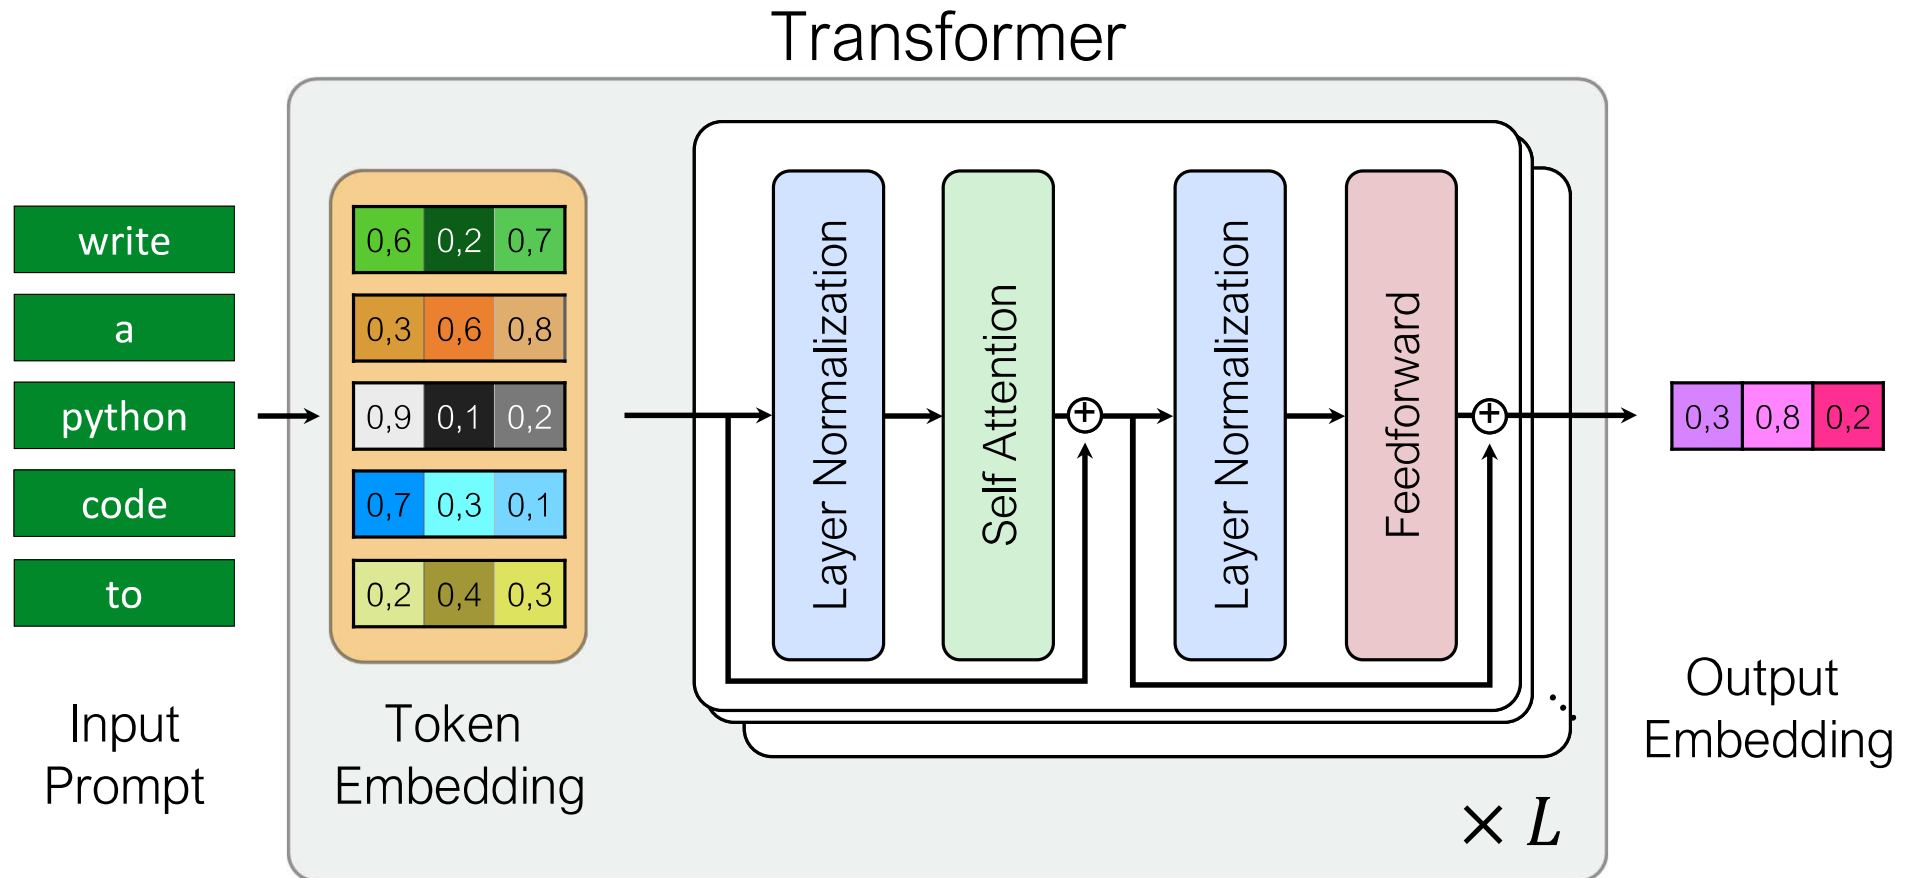 Transformer
write
a
python
code
to
0,6 0,2 0,7
0,3 0,6 0,8
0,9 0,1 0,2
0,7 0,3 0,1
0,2 0,4 0,3
Layer Normalization
Self Attention
+
Layer Normalization
Feedforward
+
0,3 0,8 0,2
Input
Prompt
Token
Embedding
Output
Embedding
× L